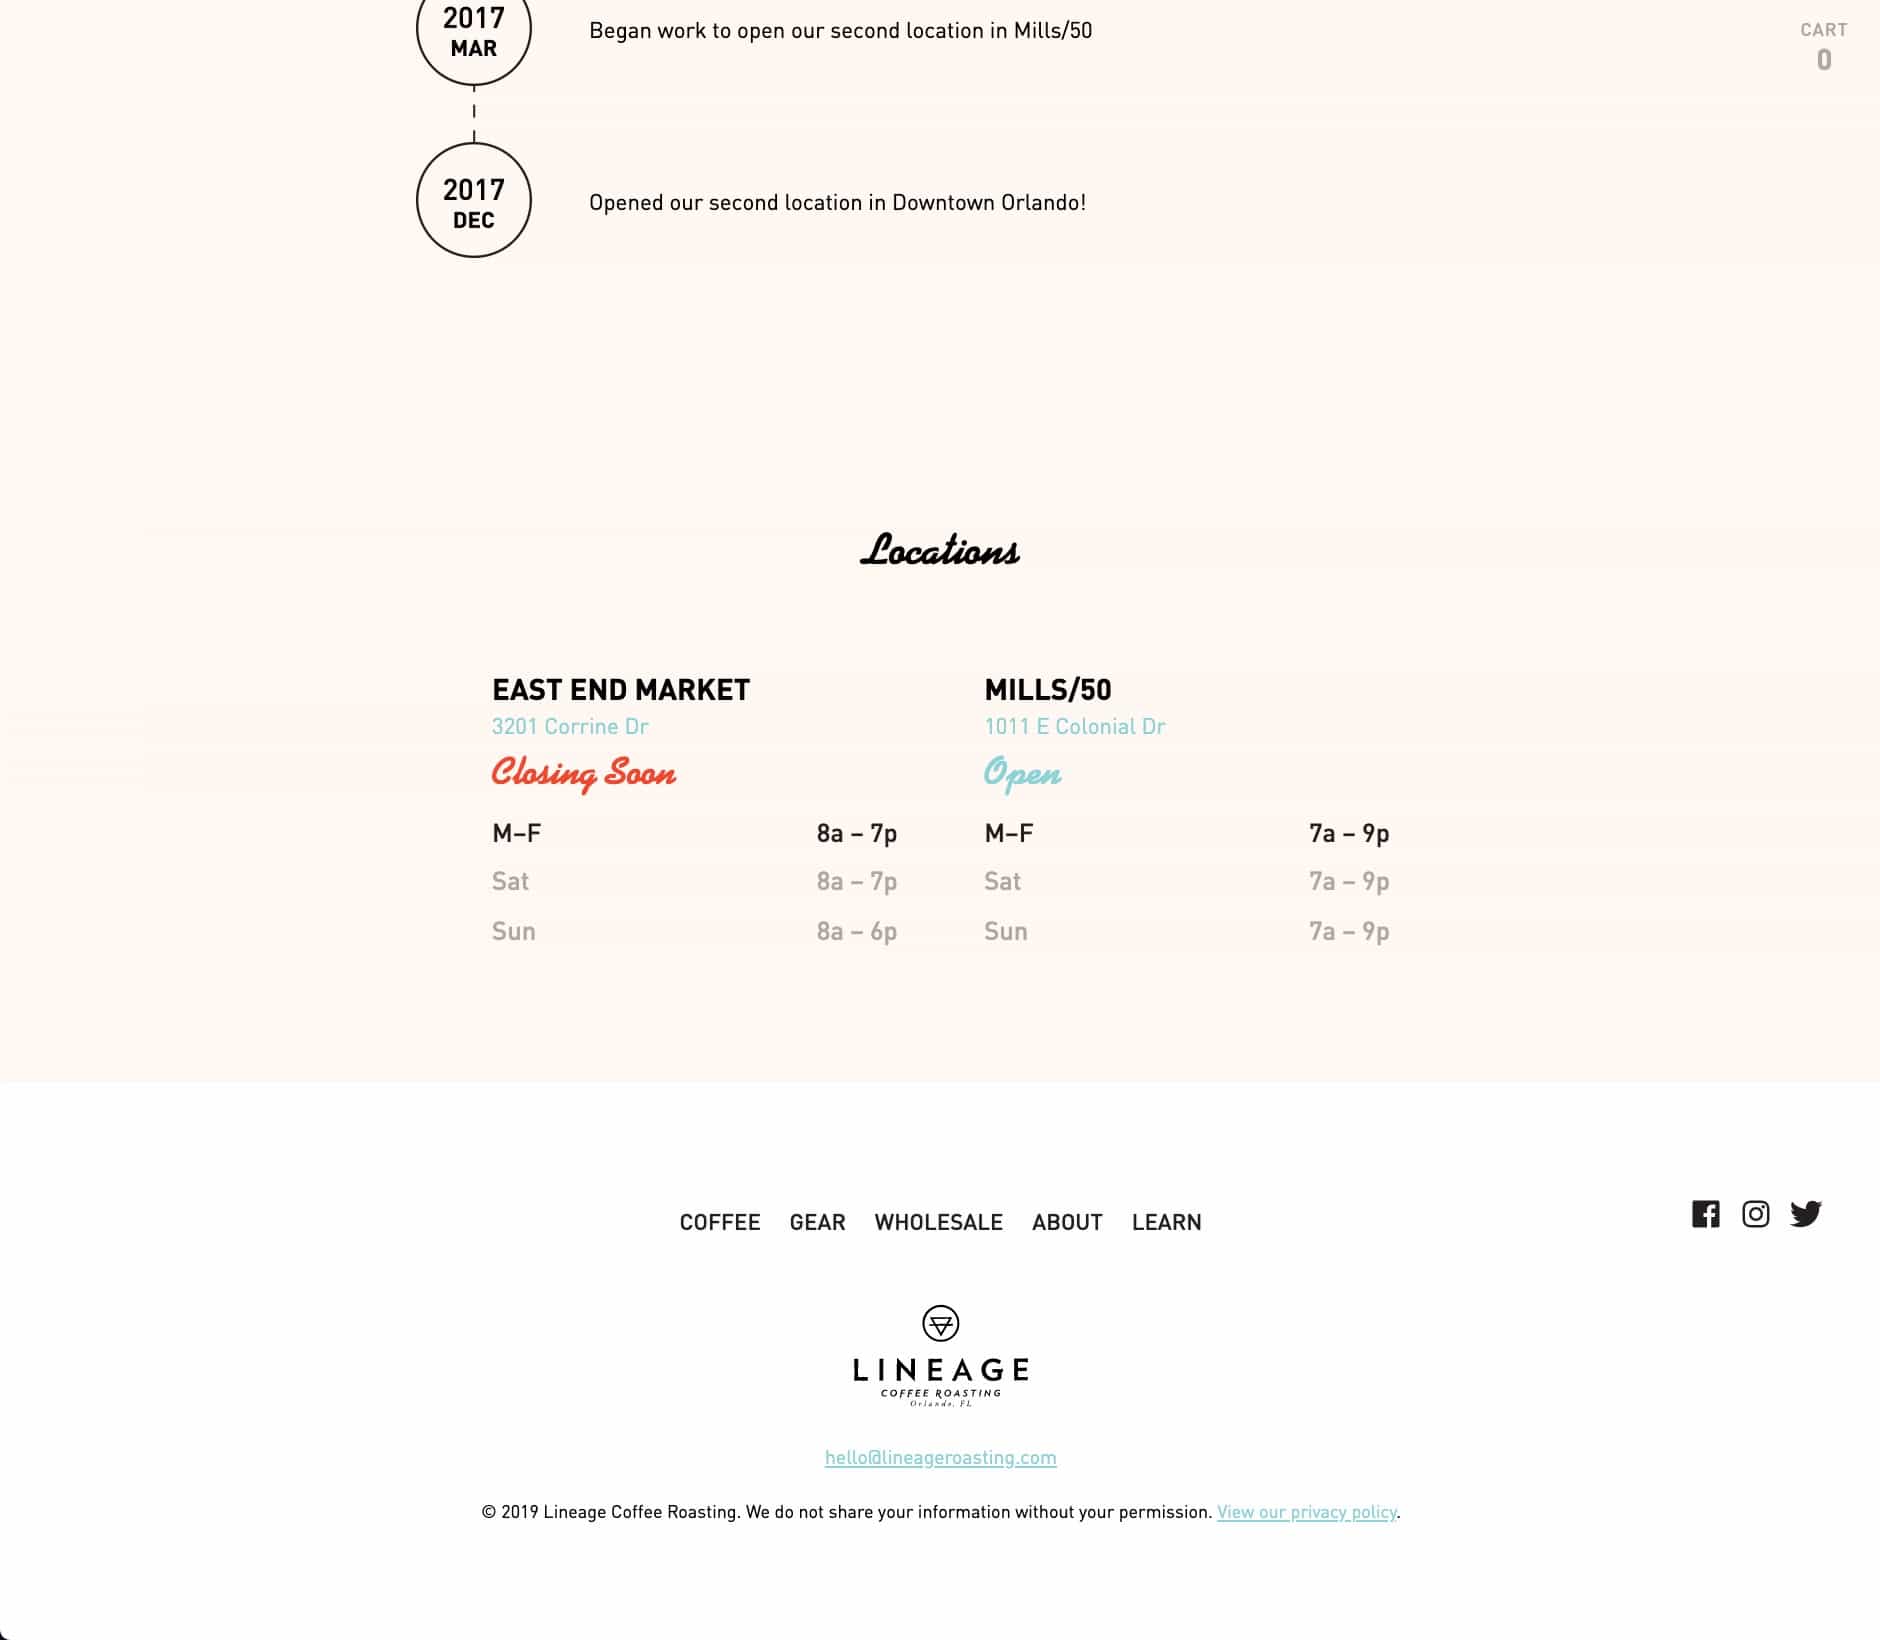 2017
MAR
Began work to open our second location in Mills/50
CART
0
2017
DEC
Opened our second location in Downtown Orlando!
Locations
EAST END MARKET
3201 Corrine Dr
Closing Soon
M–F 8a – 7p
Sat 8a – 7p
Sun 8a – 6p
MILLS/50
1011 E Colonial Dr
Open
M–F 7a – 9p
Sat 7a – 9p
Sun 7a – 9p
COFFEE GEAR WHOLESALE ABOUT LEARN
LINEAGE
COFFEE ROASTING
Orlando, FL
hello@lineageroasting.com
© 2019 Lineage Coffee Roasting. We do not share your information without your permission. View our privacy policy.